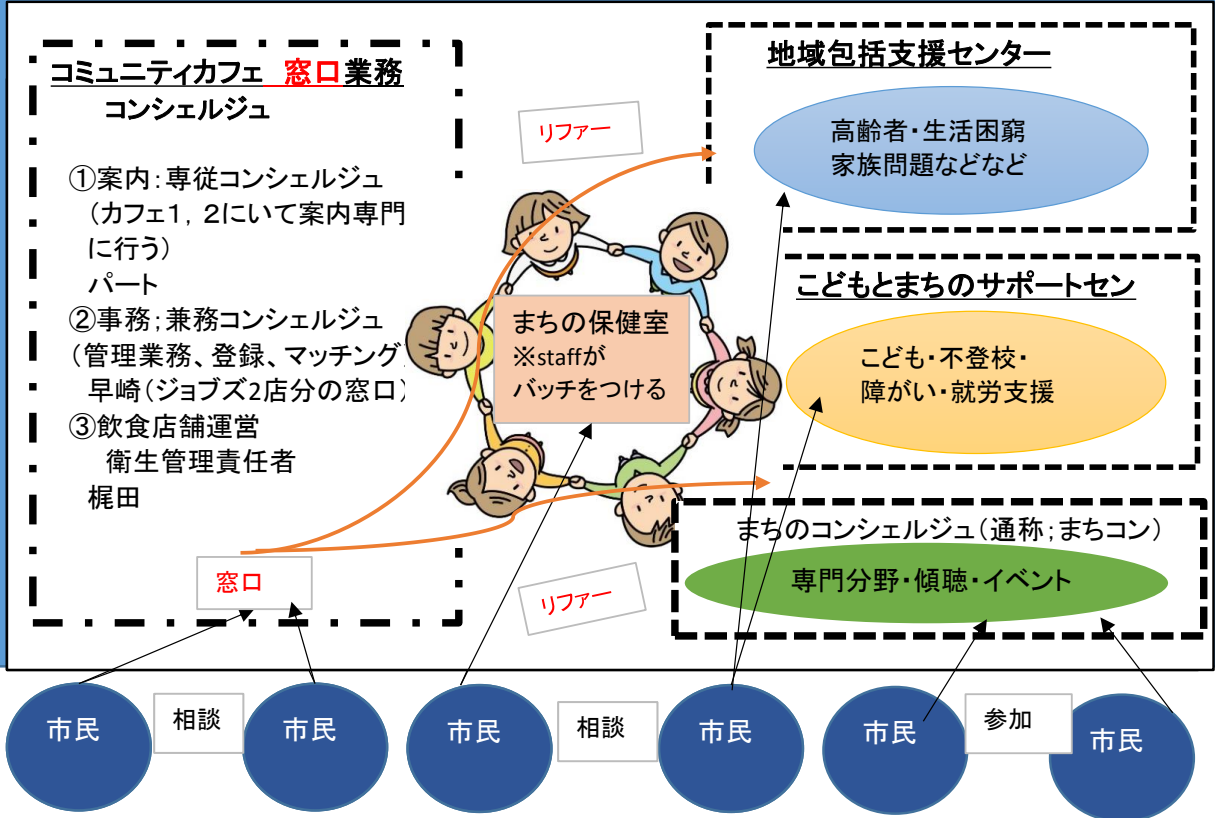 コミュニティカフェ 窓口業務
コンシェルジュ
①案内：専従コンシェルジュ
（カフェ１，２にいて案内専門
に行う）
パート
②事務；兼務コンシェルジュ
（管理業務、登録、マッチング
早崎（ジョブズ2店分の窓口）
③飲食店舗運営
衛生管理責任者
梶田
窓口
リファー
まちの保健室
※staffが
バッチをつける
リファー
地域包括支援センター
高齢者・生活困窮
家族問題などなど
こどもとまちのサポートセン
こども・不登校・
障がい・就労支援
まちのコンシェルジュ（通称；まちコン）
専門分野・傾聴・イベント
市民
相談
市民
市民
相談
市民
市民
参加
市民